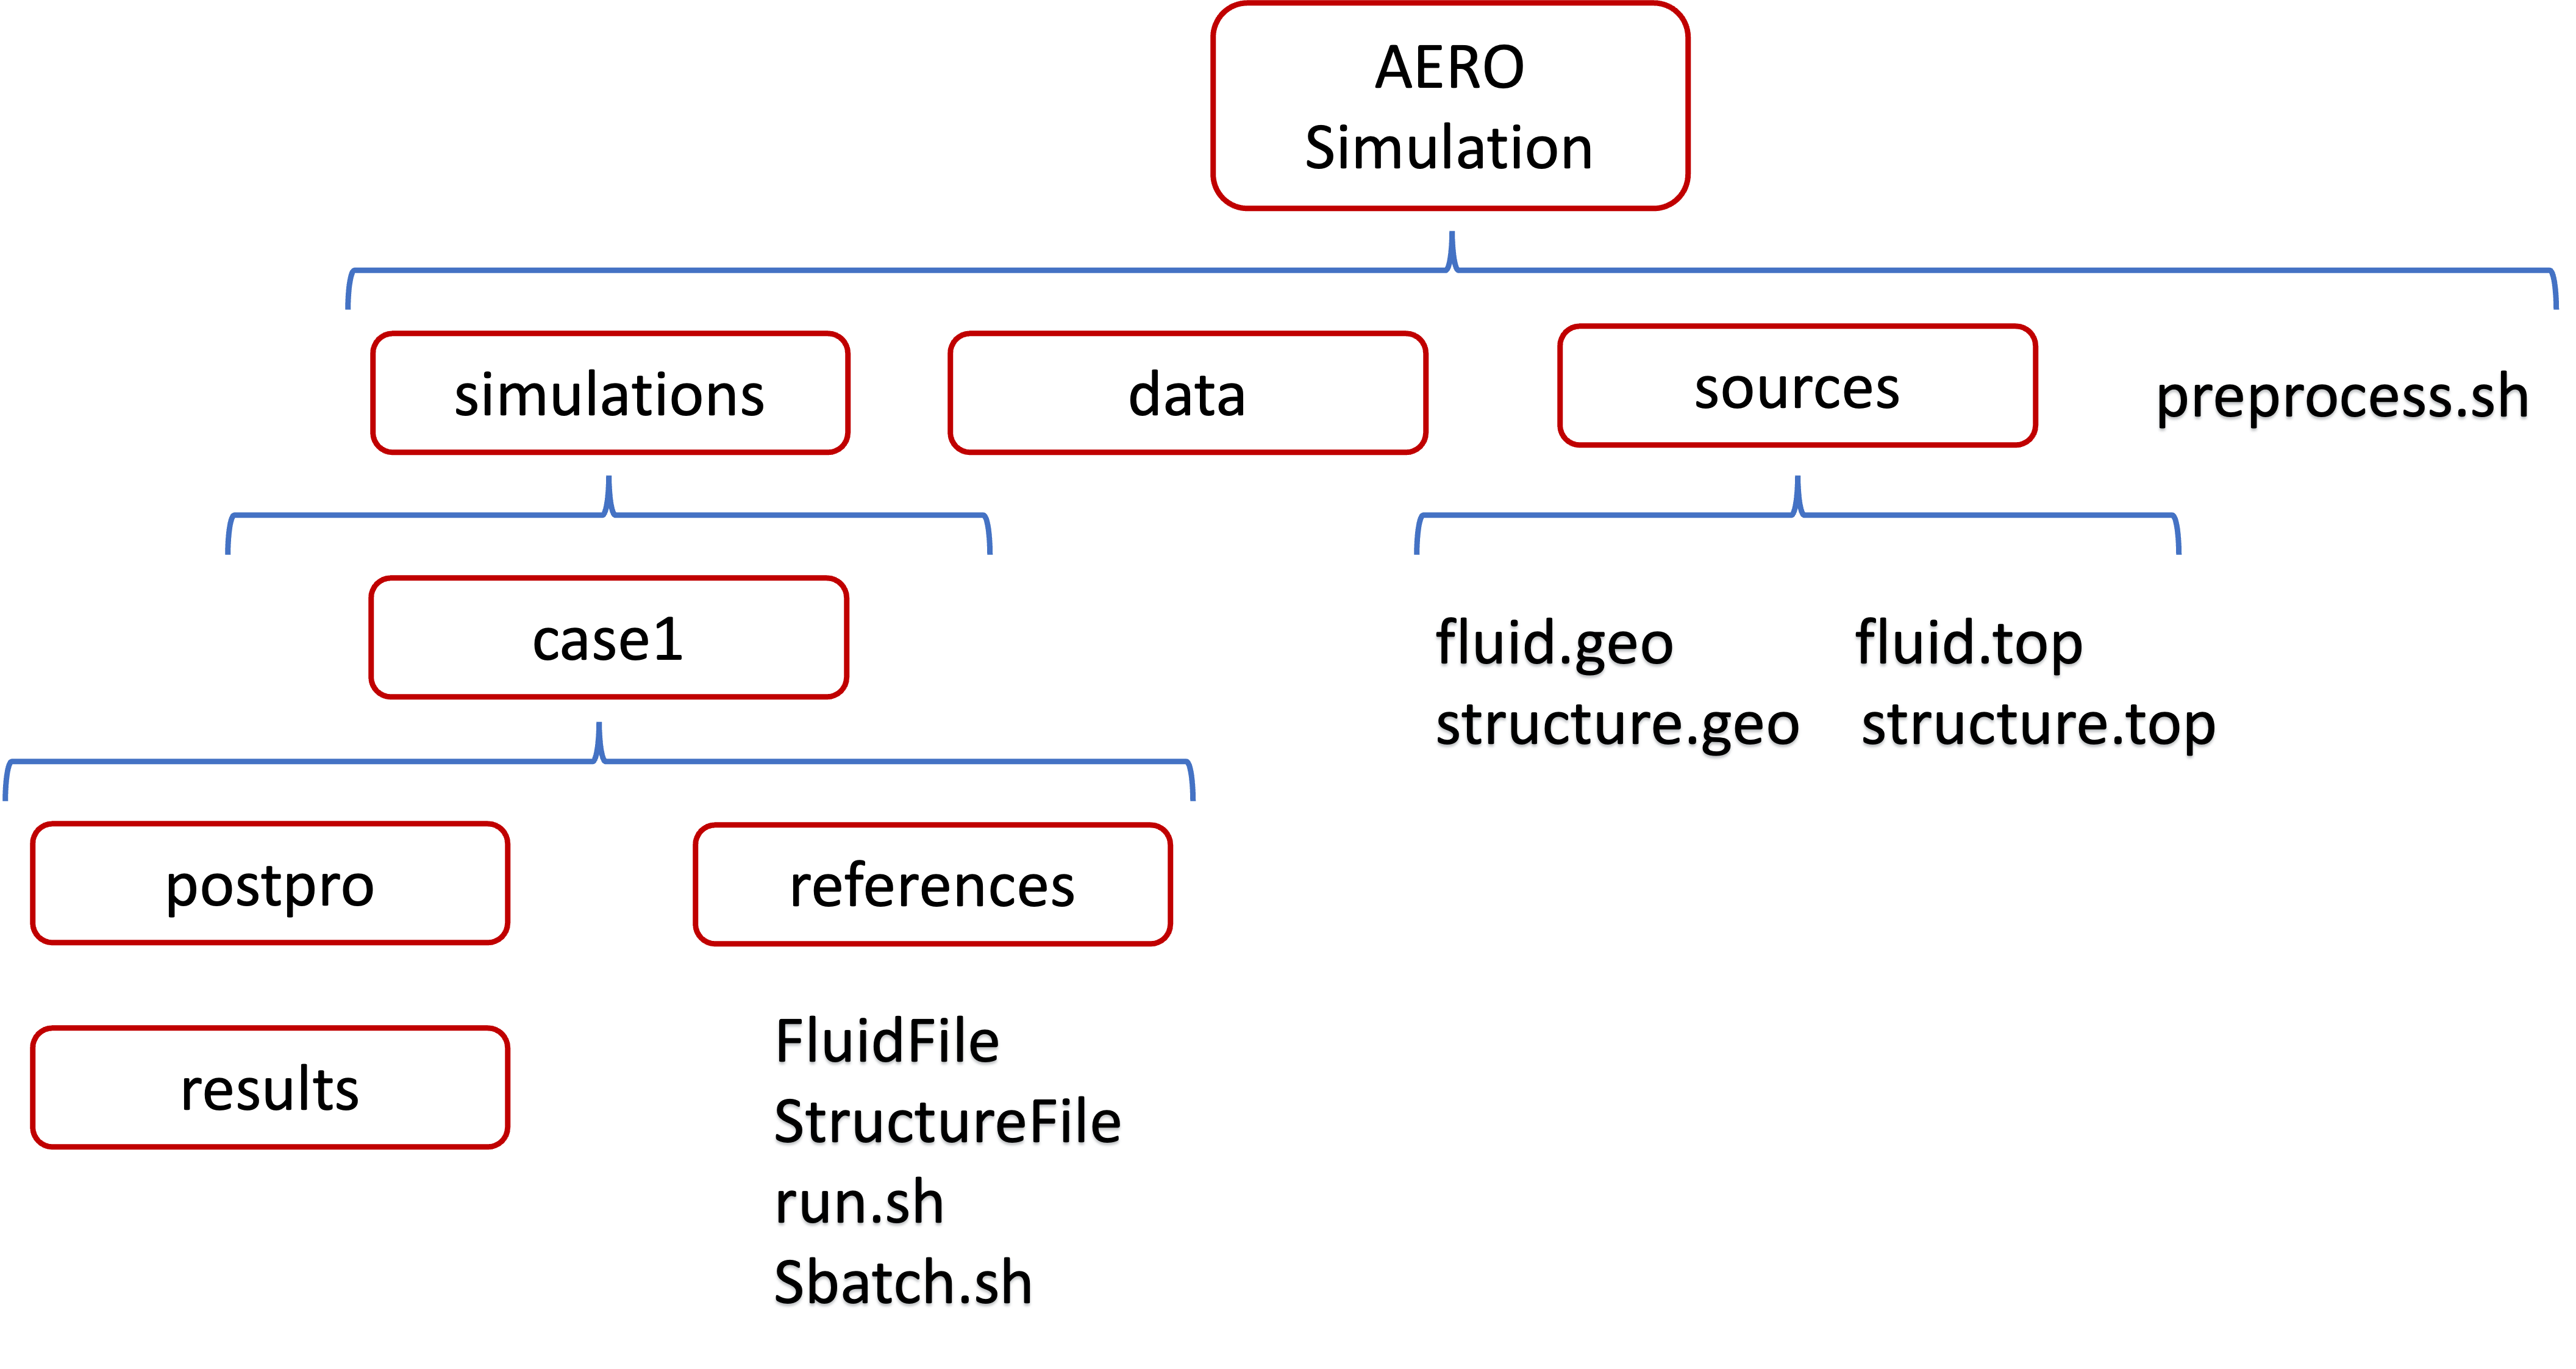 AERO
Simulation
simulations
data
sources
preprocess.sh
case1
fluid.geo
fluid.top
structure.geo
structure.top
postpro
references
results
FluidFile
StructureFile
run.sh
Sbatch.sh